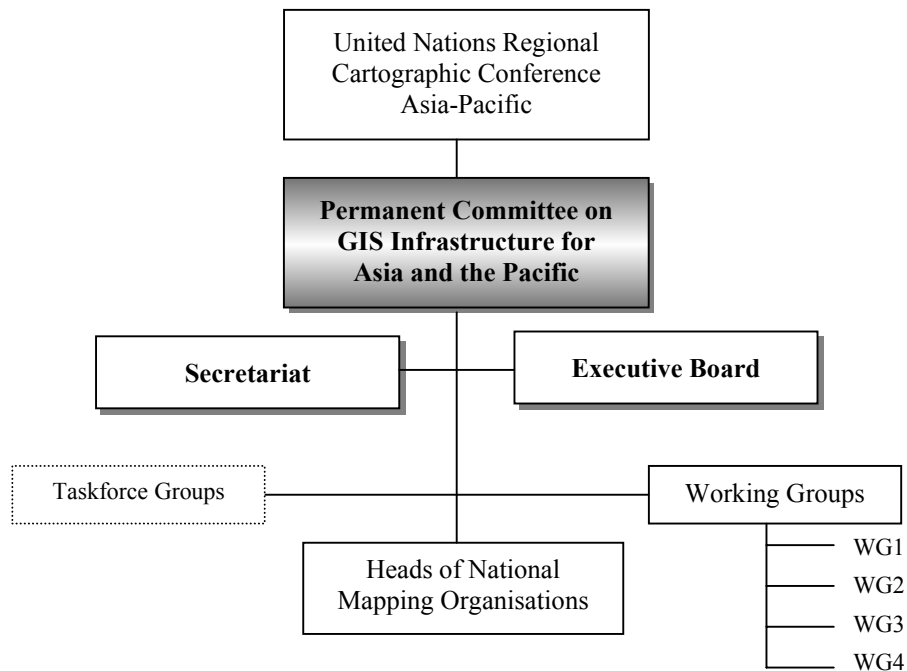 United Nations Regional
Cartographic Conference
Asia-Pacific
Permanent Committee on
GIS Infrastructure for
Asia and the Pacific
Secretariat
Executive Board
Taskforce Groups
Working Groups
Heads of National
Mapping Organisations
WG1
WG2
WG3
WG4